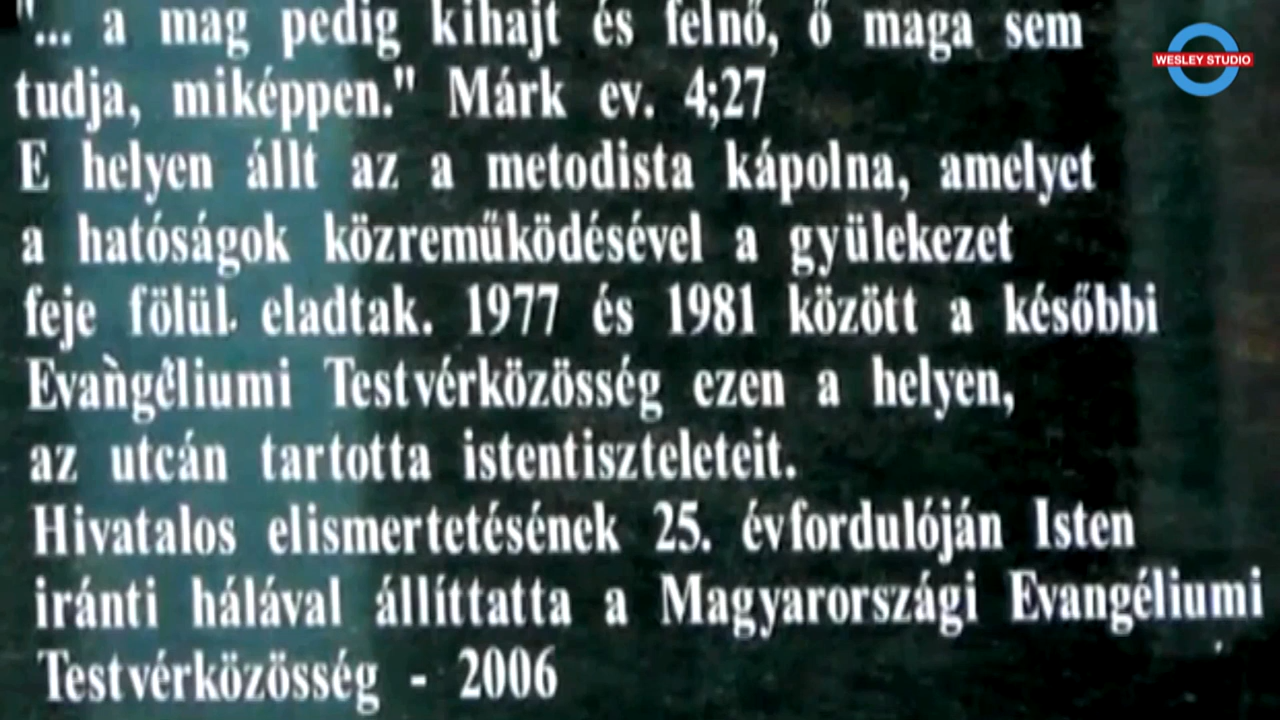 "... a mag pedig kihajt és felnő, ő maga sem
tudja, miképpen." Márk ev. 4;27
E helyen állt az a metodista kápolna, amelyet
a hatóságok közreműködésével a gyülekezet
feje fölül eladtak. 1977 és 1981 között a későbbi
Evangéliumi Testvérközösség ezen a helyen,
az utcán tartotta istentiszteleteit.
Hivatalos elismertetésének 25. évfordulóján Isten
iránti hálával állíttatta a Magyarországi Evangéliumi
Testvérközösség - 2006
WESLEY STUDIO